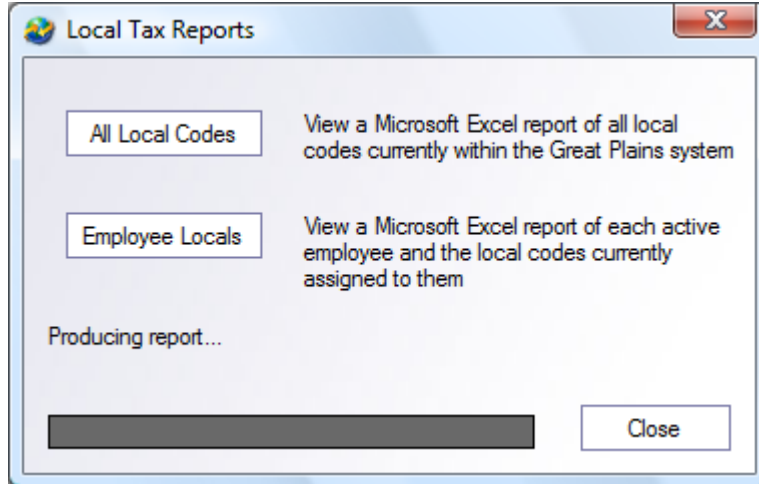 Local Tax Reports
All Local Codes
View a Microsoft Excel report of all local
codes currently within the Great Plains system
Employee Locals
View a Microsoft Excel report of each active
employee and the local codes currently
assigned to them
Producing report...
Close